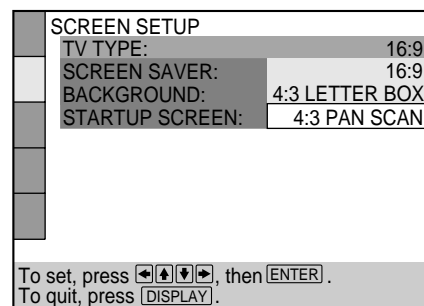 SCREEN SETUP
TV TYPE: 16:9
SCREEN SAVER: 16:9
BACKGROUND: 4:3 LETTER BOX
STARTUP SCREEN: 4:3 PAN SCAN
To set, press , then ENTER .
To quit, press DISPLAY .